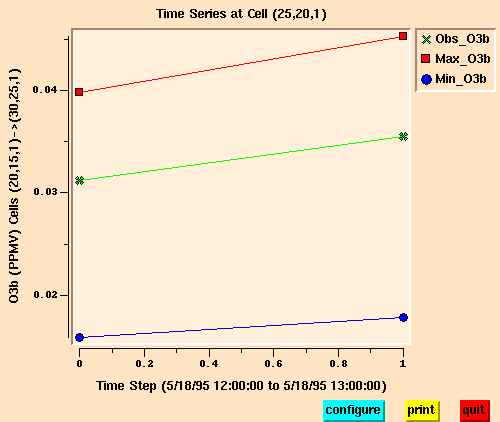 Time Series at Cell (25,20,1)
Obs_O3b
Max_O3b
Min_O3b
O3b (PPMV) Cells (20,15,1)-->(30,25,1)
0.04
0.03
0.02
0 0.2 0.4 0.6 0.8 1
Time Step (5/18/95 12:00:00 to 5/18/95 13:00:00)
configure print quit